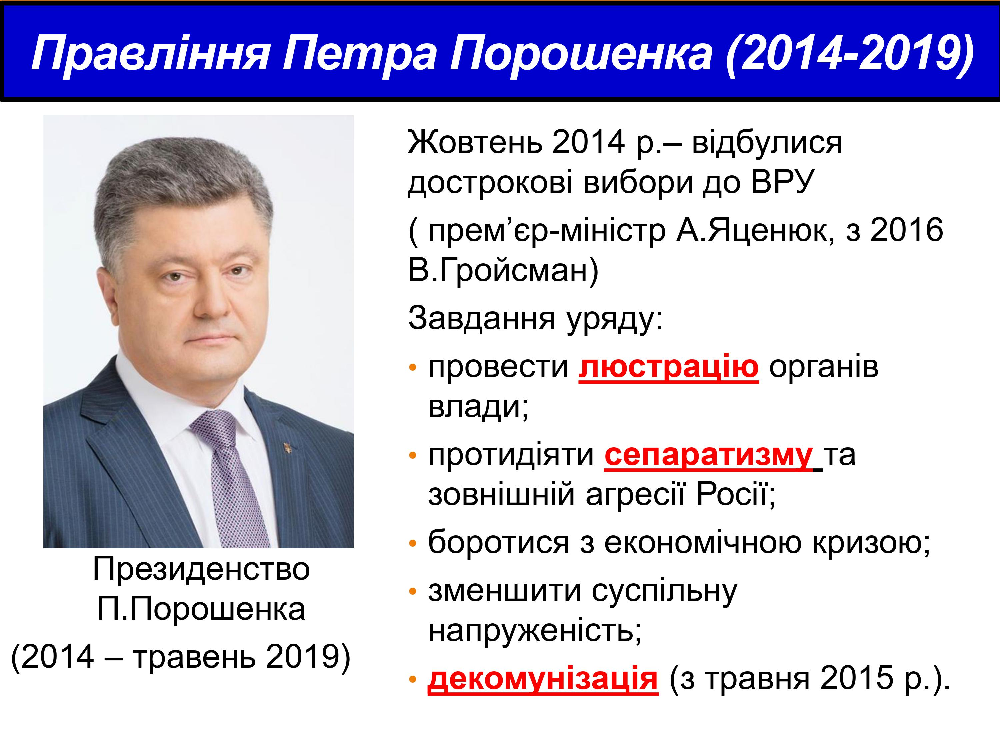 Правління Петра Порошенка (2014-2019)
Жовтень 2014 р.– відбулися
дострокові вибори до ВРУ
( прем’єр-міністр А.Яценюк, з 2016
В.Гройсман)
Завдання уряду:
• провести люстрацію органів
влади;
• протидіяти сепаратизму та
зовнішній агресії Росії;
• боротися з економічною кризою;
• зменшити суспільну
напруженість;
• декомунізація (з травня 2015 р.).
Президенство
П.Порошенка
(2014 – травень 2019)